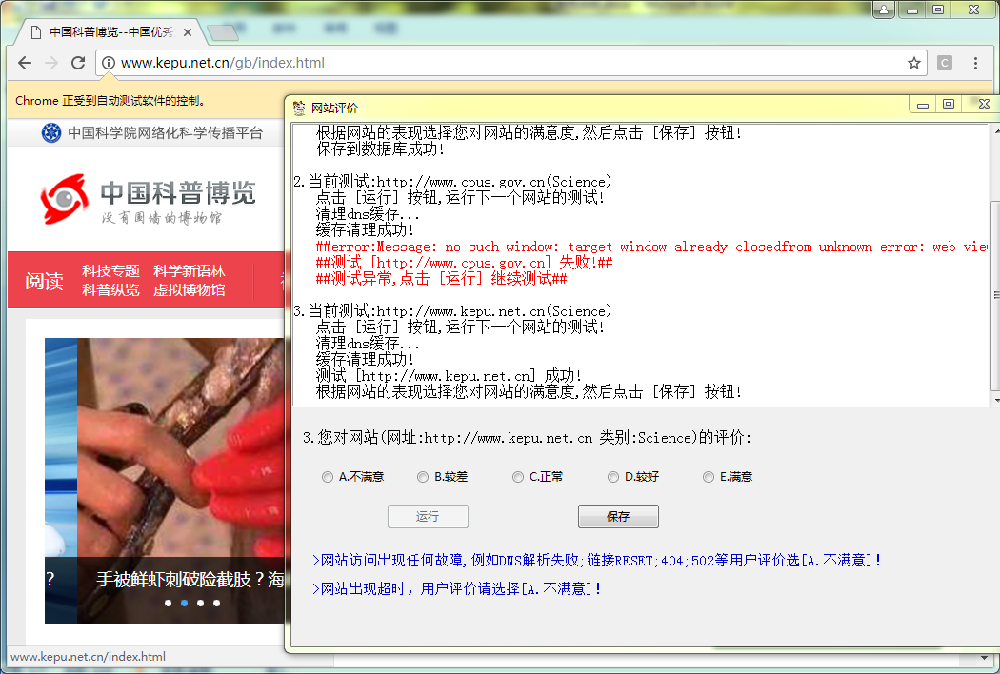 中国科普博览--中国优秀
www.kepu.net.cn/gb/index.html
C
Chrome 正受到自动测试软件的控制。
中国科学院网络化科学传播平台
中国科普博览
没有围墙的博物馆
阅读
科技专题 科学新语林
科普纵览 虚拟博物馆
?
手被鲜虾刺破险截肢？海
www.kepu.net.cn/index.html
网站评价
根据网站的表现选择您对网站的满意度,然后点击 [保存] 按钮!
保存到数据库成功!
2.当前测试:http://www.cpus.gov.cn(Science)
点击 [运行] 按钮,运行下一个网站的测试!
清理dns缓存...
缓存清理成功!
##error:Message: no such window: target window already closedfrom unknown error: web vie
##测试 [http://www.cpus.gov.cn] 失败!##
##测试异常,点击 [运行] 继续测试##
3.当前测试:http://www.kepu.net.cn(Science)
点击 [运行] 按钮,运行下一个网站的测试!
清理dns缓存...
缓存清理成功!
测试 [http://www.kepu.net.cn] 成功!
根据网站的表现选择您对网站的满意度,然后点击 [保存] 按钮!
3.您对网站(网址:http://www.kepu.net.cn 类别:Science)的评价:
A.不满意 B.较差 C.正常 D.较好 E.满意
运行 保存
>网站访问出现任何故障,例如DNS解析失败;链接RESET;404;502等用户评价选[A.不满意]!
>网站出现超时，用户评价请选择[A.不满意]!